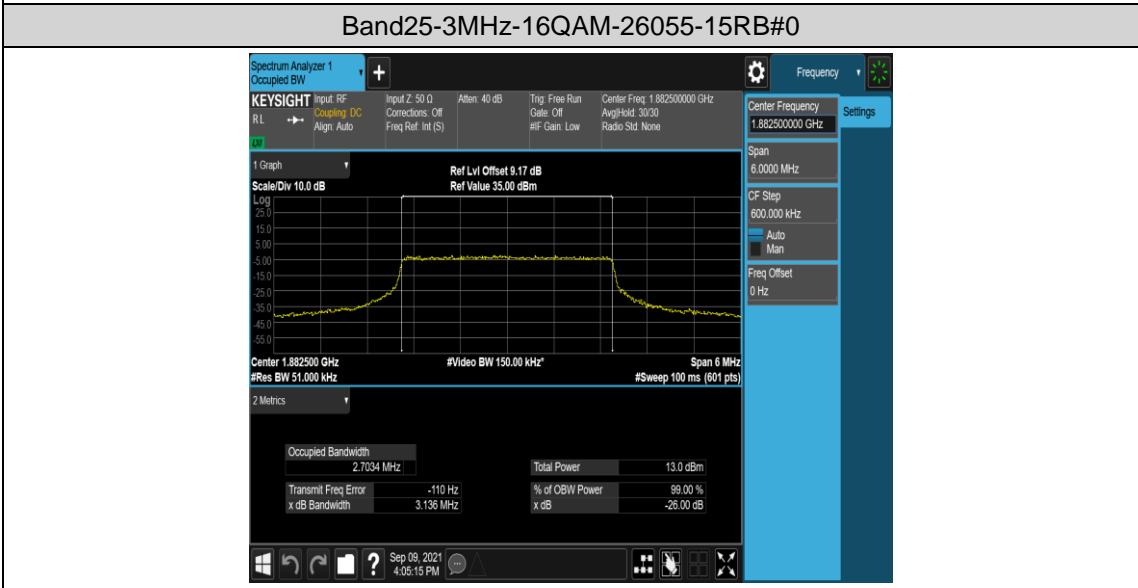 Band25-3MHz-16QAM-26055-15RB#0
Spectrum Analyzer 1
Occupied BW
+
Frequency
KEYSIGHT
RL
Input: RF
Coupling: DC
Align: Auto
Input Z: 50 Ω
Corrections: Off
Freq Ref: Int (S)
Atten: 40 dB
Trig: Free Run
Gate: Off
#IF Gain: Low
Center Freq: 1.882500000 GHz
Avg|Hold: 30/30
Radio Std: None
LXI
Center Frequency
1.882500000 GHz
Settings
Span
6.0000 MHz
CF Step
600.000 kHz
Auto
Man
Freq Offset
0 Hz
1 Graph
Scale/Div 10.0 dB
Ref Lvl Offset 9.17 dB
Ref Value 35.00 dBm
Log
25.0
15.0
5.00
-5.00
-15.0
-25.0
-35.0
-45.0
-55.0
Center 1.882500 GHz
#Video BW 150.00 kHz*
Span 6 MHz
#Res BW 51.000 kHz
#Sweep 100 ms (601 pts)
2 Metrics
Occupied Bandwidth
2.7034 MHz
Total Power 13.0 dBm
Transmit Freq Error -110 Hz
% of OBW Power 99.00 %
x dB Bandwidth 3.136 MHz
x dB -26.00 dB
?
Sep 09, 2021
4:05:15 PM